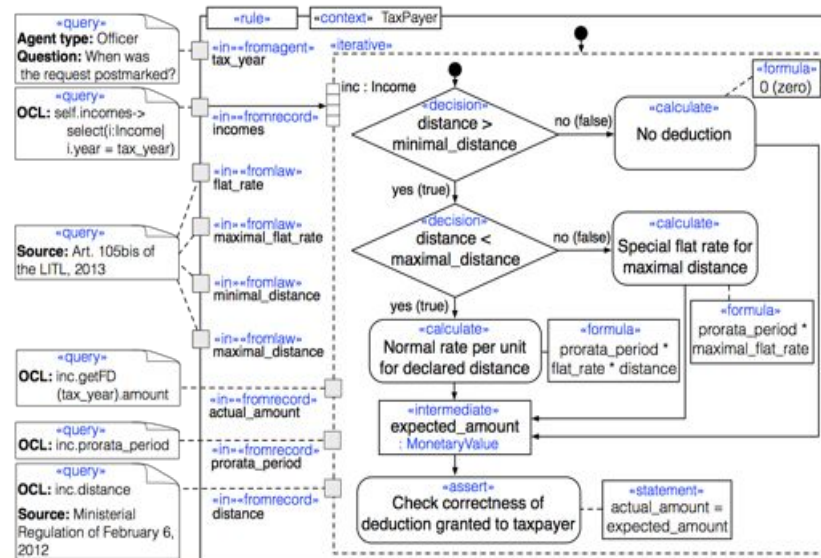 «query»
Agent type: Officer
Question: When was
the request postmarked?
«query»
OCL: self.incomes->
select(i:Income|
i.year = tax_year)
«query»
Source: Art. 105bis of
the LITL, 2013
«query»
OCL: inc.getFD
(tax_year).amount
«query»
OCL: inc.prorata_period
«query»
OCL: inc.distance
Source: Ministerial
Regulation of February 6,
2012
«rule»
«context» TaxPayer
«in»«fromagent»
tax_year
«in»«fromrecord»
incomes
«in»«fromlaw»
flat_rate
«in»«fromlaw»
maximal_flat_rate
«in»«fromlaw»
minimal_distance
«in»«fromlaw»
maximal_distance
«in»«fromrecord»
actual_amount
«in»«fromrecord»
prorata_period
«in»«fromrecord»
distance
«iterative»
inc : Income
«decision»
distance >
minimal_distance
no (false)
«calculate»
No deduction
«formula»
0 (zero)
yes (true)
«decision»
distance <
maximal_distance
no (false)
«calculate»
Special flat rate for
maximal distance
«formula»
prorata_period *
maximal_flat_rate
yes (true)
«calculate»
Normal rate per unit
for declared distance
«formula»
prorata_period *
flat_rate * distance
«intermediate»
expected_amount
: MonetaryValue
«assert»
Check correctness of
deduction granted to taxpayer
«statement»
actual_amount =
expected_amount